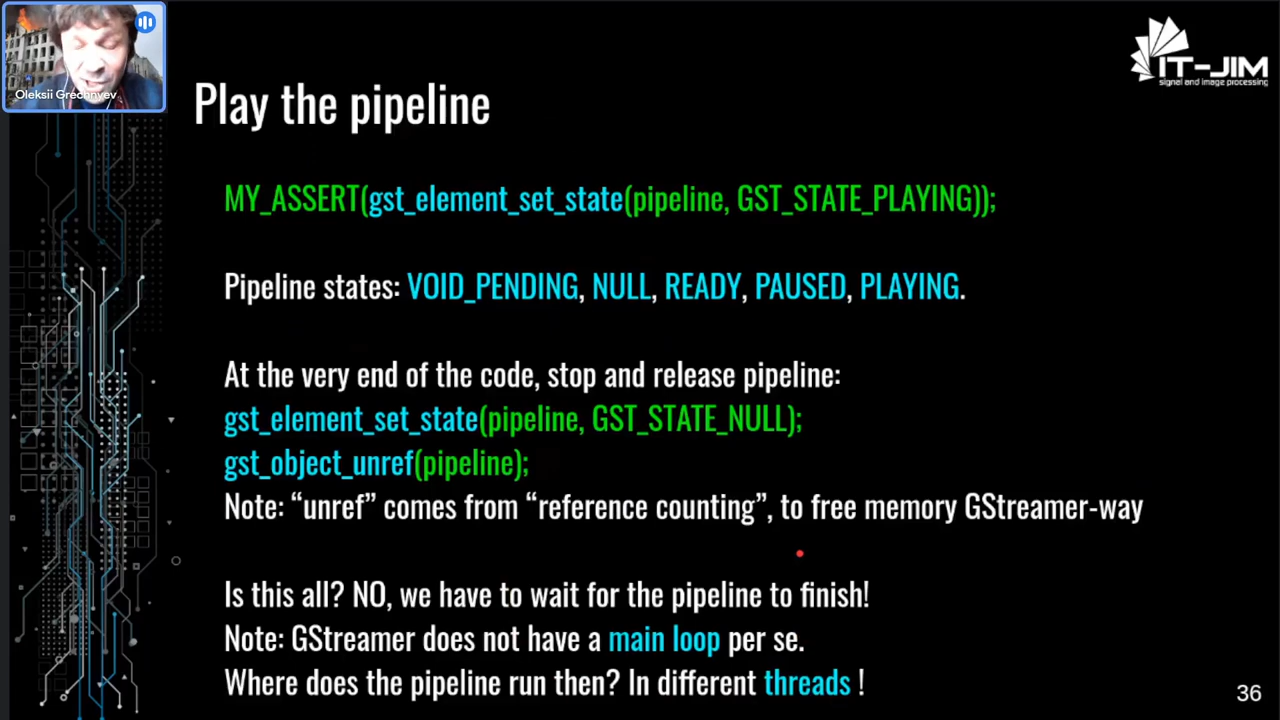 Oleksii Grechnyev
IT-JIM
signal and image processing
Play the pipeline
MY_ASSERT(gst_element_set_state(pipeline, GST_STATE_PLAYING));
Pipeline states: VOID_PENDING, NULL, READY, PAUSED, PLAYING.
At the very end of the code, stop and release pipeline:
gst_element_set_state(pipeline, GST_STATE_NULL);
gst_object_unref(pipeline);
Note: “unref” comes from “reference counting”, to free memory GStreamer-way
Is this all? NO, we have to wait for the pipeline to finish!
Note: GStreamer does not have a main loop per se.
Where does the pipeline run then? In different threads !
36